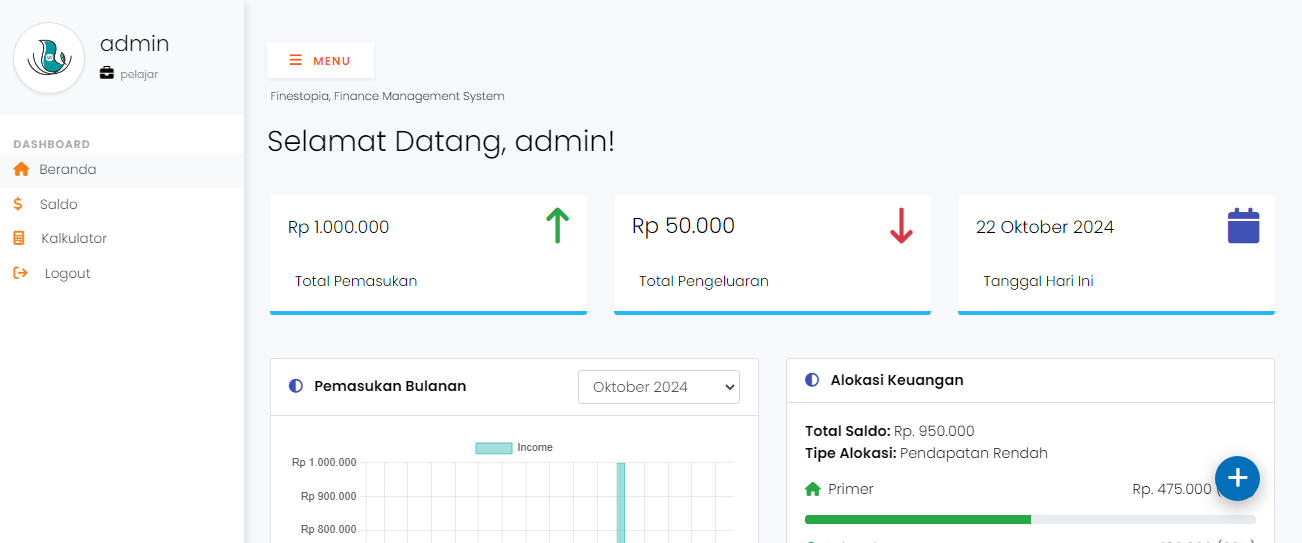 admin
pelajar
DASHBOARD
Beranda
Saldo
Kalkulator
Logout
MENU
Finestopia, Finance Management System
Selamat Datang, admin!
Rp 1.000.000
Total Pemasukan
Rp 50.000
Total Pengeluaran
22 Oktober 2024
Tanggal Hari Ini
Pemasukan Bulanan
Oktober 2024
Income
Rp 1.000.000
Rp 900.000
Rp 800.000
Alokasi Keuangan
Total Saldo: Rp. 950.000
Tipe Alokasi: Pendapatan Rendah
Primer Rp. 475.000